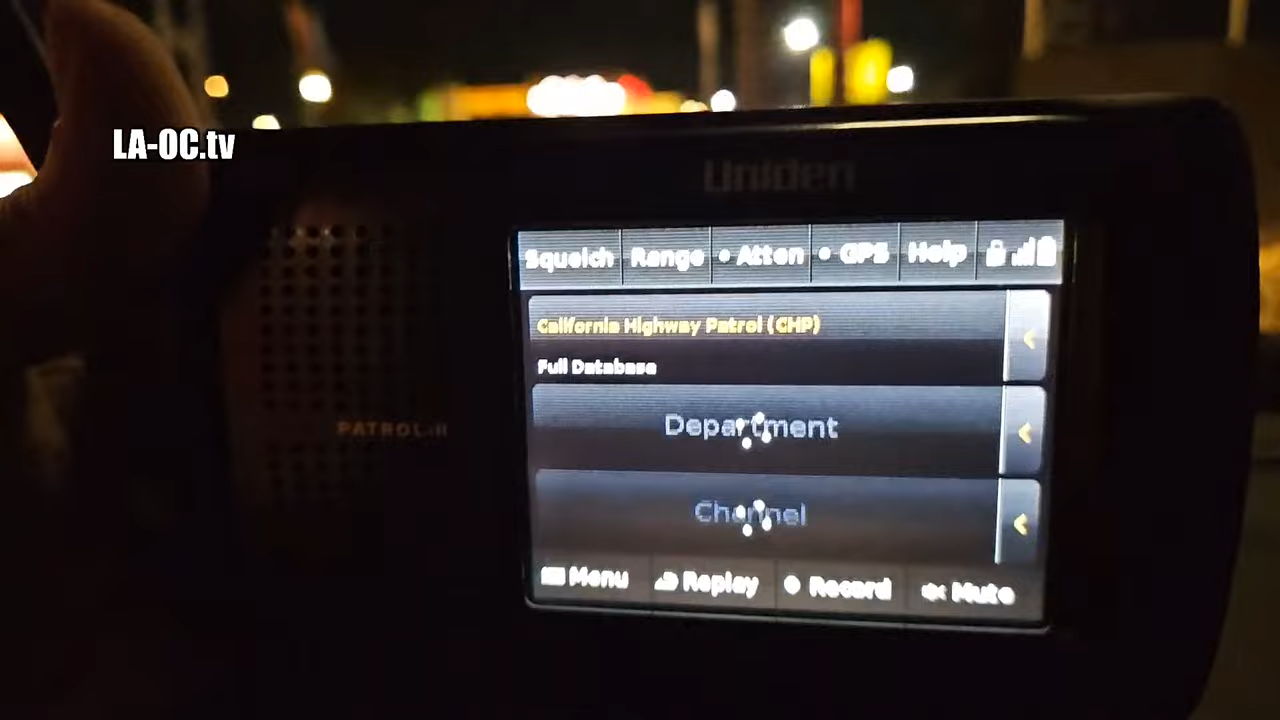 LA-OC.tv
Uniden
Squelch Range • Atten • GPS Help
California Highway Patrol (CHP)
Full Database
Department
PATROL-II
Channel
Menu Replay Record Mute